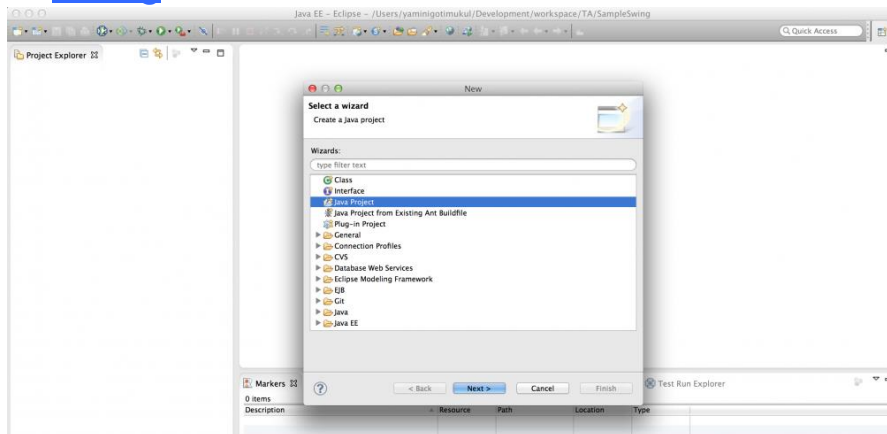 Java EE – Eclipse – /Users/yaminigotimukul/Development/workspace/TA/SampleSwing
Quick Access
Project Explorer
New
Select a wizard
Create a Java project
Wizards:
type filter text
Class
Interface
Java Project
Java Project from Existing Ant Buildfile
Plug-in Project
General
Connection Profiles
CVS
Database Web Services
Eclipse Modeling Framework
EJB
Git
Java
Java EE
? < Back Next > Cancel Finish
Markers
Test Run Explorer
0 items
Description Resource Path Location Type